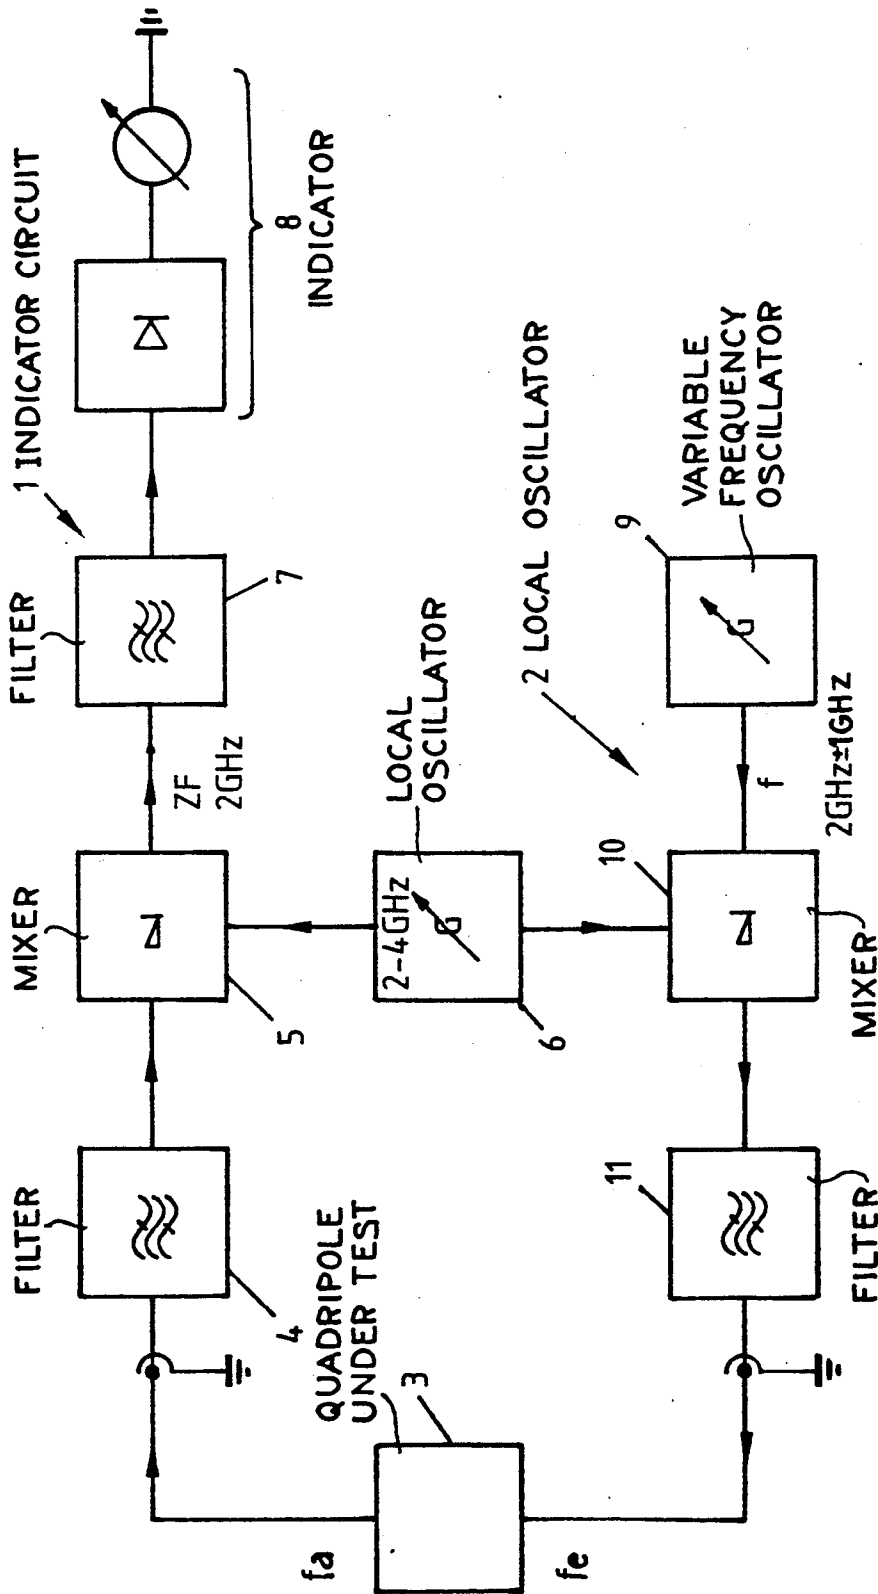 FILTER
MIXER
FILTER
1 INDICATOR CIRCUIT
4
5
ZF
2GHz
7
8
INDICATOR
QUADRIPOLE
UNDER TEST
3
fa
fe
2-4GHz
G
6
LOCAL
OSCILLATOR
2 LOCAL OSCILLATOR
11
10
9
G
VARIABLE
FREQUENCY
OSCILLATOR
f
2GHz±1GHz
FILTER
MIXER